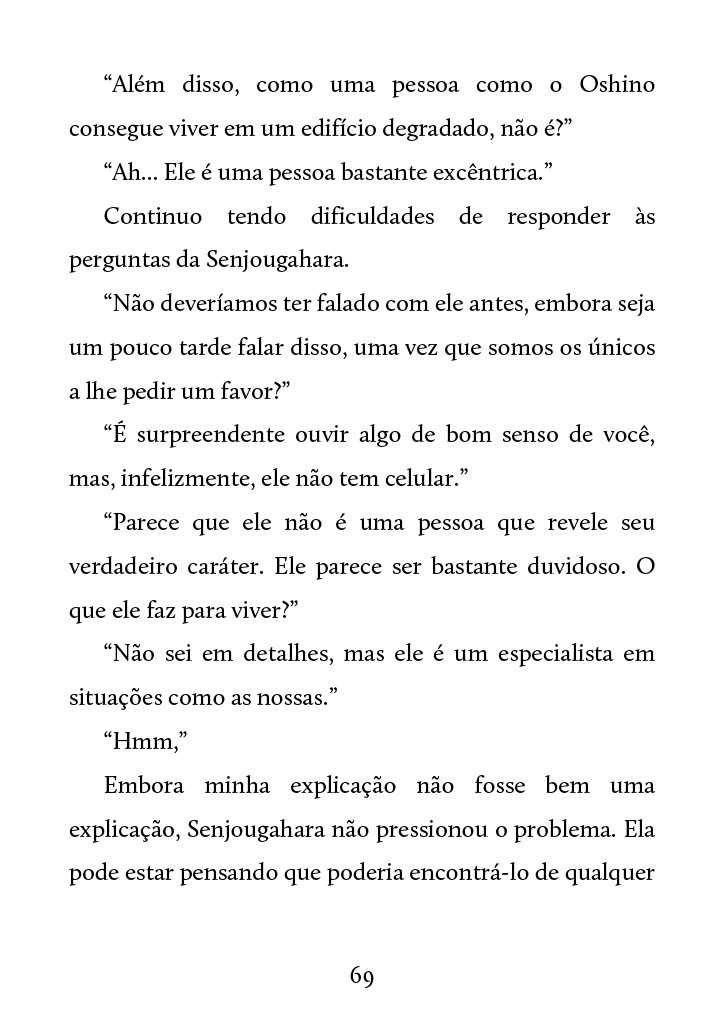 “Além disso, como uma pessoa como o Oshino
consegue viver em um edifício degradado, não é?”
“Ah... Ele é uma pessoa bastante excêntrica.”
Continuo tendo dificuldades de responder às
perguntas da Senjougahara.
“Não deveríamos ter falado com ele antes, embora seja
um pouco tarde falar disso, uma vez que somos os únicos
a lhe pedir um favor?”
“É surpreendente ouvir algo de bom senso de você,
mas, infelizmente, ele não tem celular.”
“Parece que ele não é uma pessoa que revele seu
verdadeiro caráter. Ele parece ser bastante duvidoso. O
que ele faz para viver?”
“Não sei em detalhes, mas ele é um especialista em
situações como as nossas.”
“Hmm,”
Embora minha explicação não fosse bem uma
explicação, Senjougahara não pressionou o problema. Ela
pode estar pensando que poderia encontrá-lo de qualquer
69